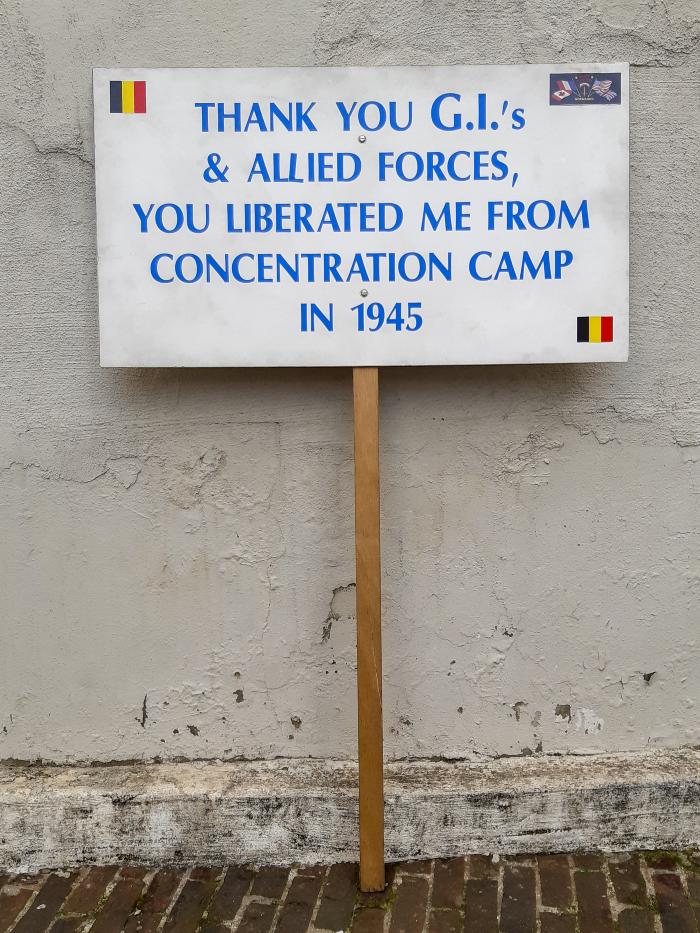 THANK YOU G.I.'s
& ALLIED FORCES,
YOU LIBERATED ME FROM
CONCENTRATION CAMP
IN 1945